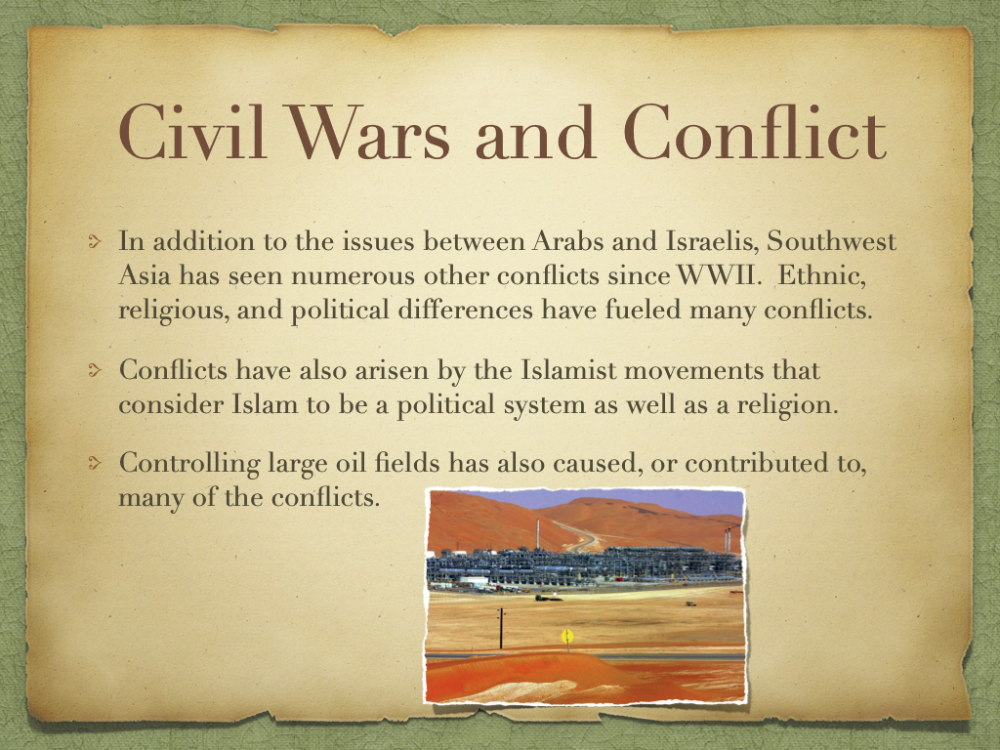 Civil Wars and Conflict
In addition to the issues between Arabs and Israelis, Southwest
Asia has seen numerous other conflicts since WWII.  Ethnic,
religious, and political differences have fueled many conflicts.
Conflicts have also arisen by the Islamist movements that
consider Islam to be a political system as well as a religion.
Controlling large oil fields has also caused, or contributed to,
many of the conflicts.